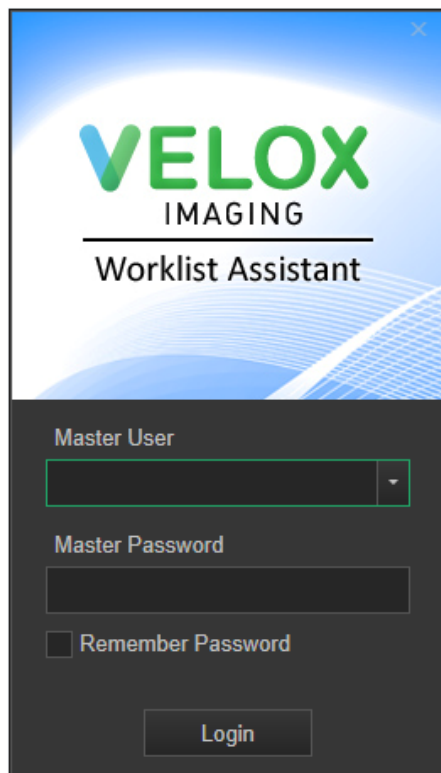 VELOX
IMAGING
Worklist Assistant
Master User
Master Password
Remember Password
Login